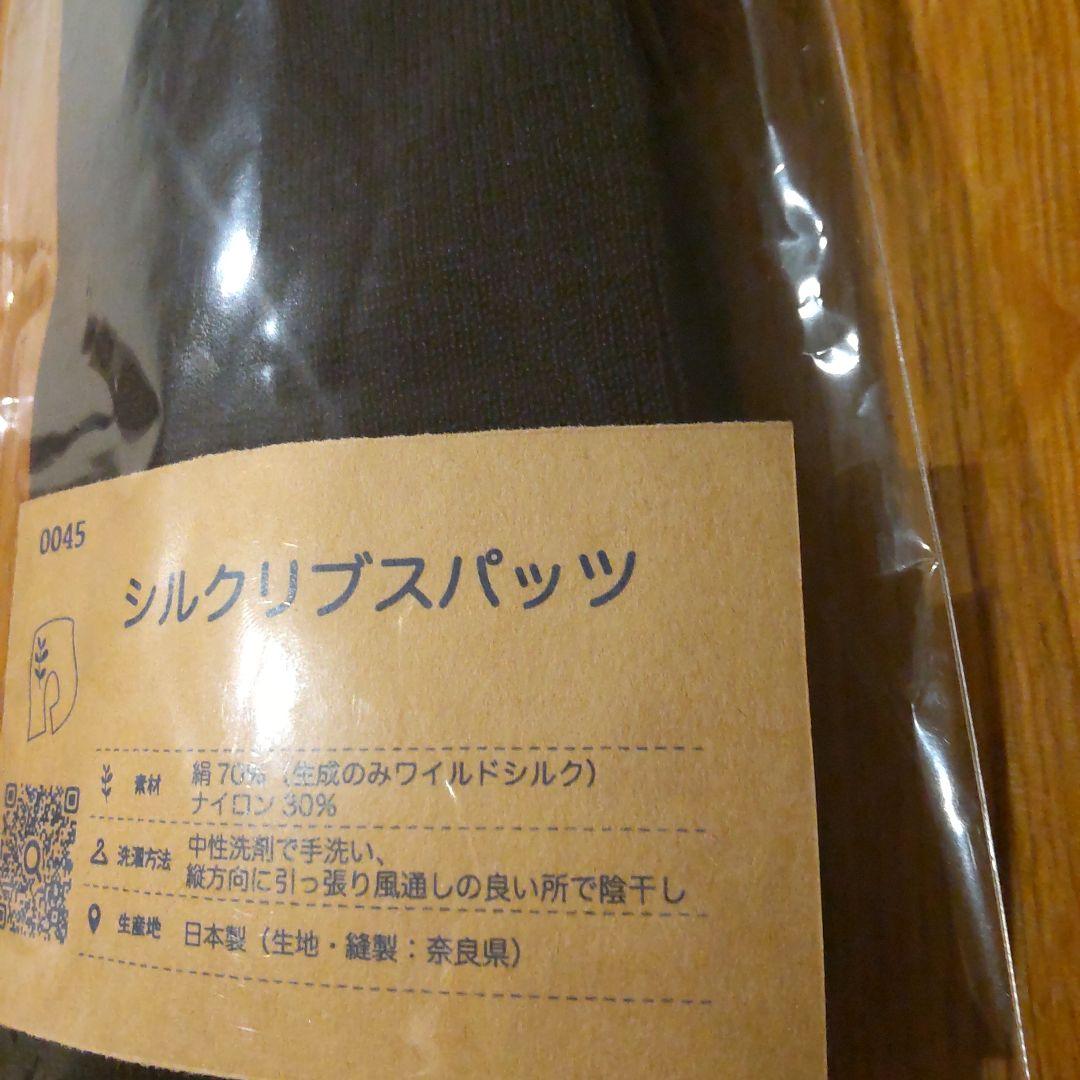 0045
シルクリブスパッツ
素材
絹70%（生成のみワイルドシルク）
ナイロン30%
洗濯方法
中性洗剤で手洗い、
縦方向に引っ張り風通しの良い所で陰干し
生産地
日本製（生地・縫製：奈良県）